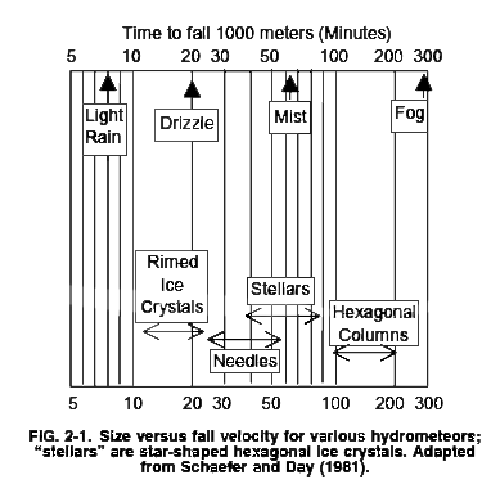 Time to fall 1000 meters (Minutes)
5 10 20 30 50 100 200 300
Light
Rain
Drizzle
Mist
Fog
Rimed
Ice
Crystals
Stellars
Hexagonal
Columns
Needles
5 10 20 30 50 100 200 300
FIG. 2-1. Size versus fall velocity for various hydrometeors;
"stellars" are star-shaped hexagonal ice crystals. Adapted
from Schaefer and Day (1981).